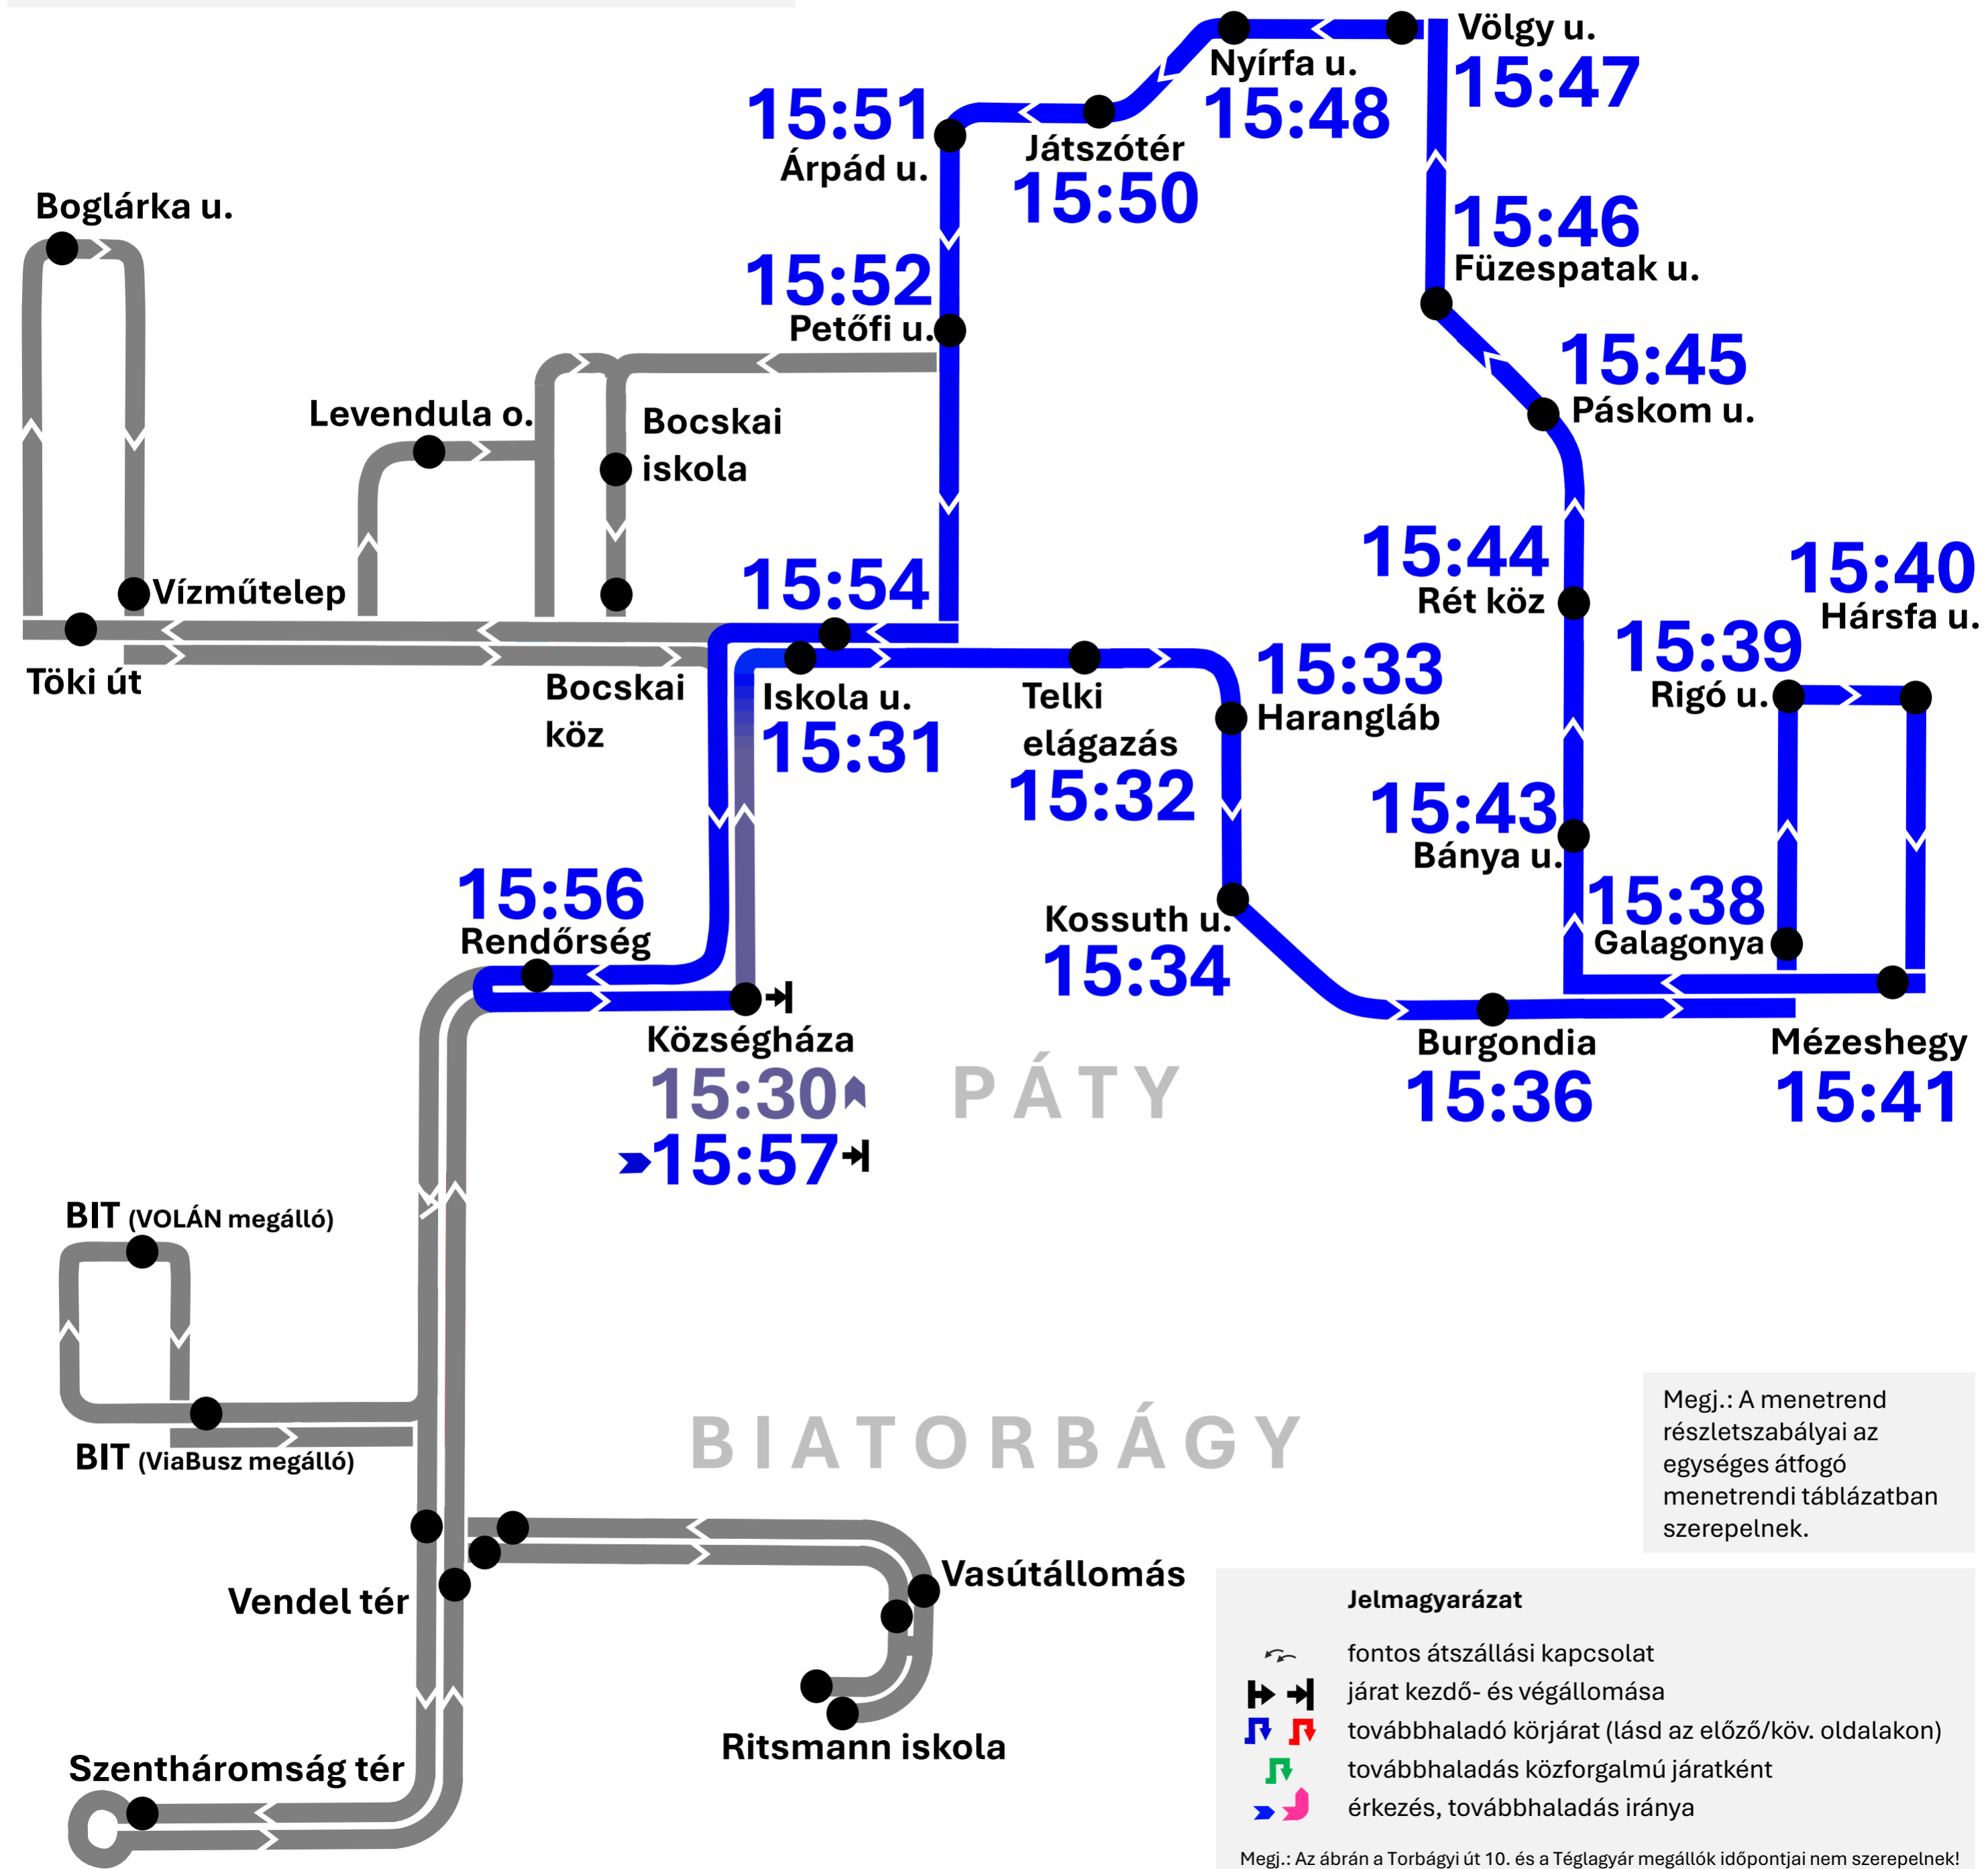 Völgy u.
15:47
Nyírfa u.
15:48
15:51
Árpád u.
Játszótér
15:50
Boglárka u.
15:46
Füzespatak u.
15:52
Petőfi u.
15:45
Páskom u.
Levendula o.
Bocskai
iskola
15:44
Rét köz
15:40
Hársfa u.
15:54
Vízműtelep
15:39
Rigó u.
Töki út
Bocskai
köz
Iskola u.
15:31
Telki
elágazás
15:32
15:33
Harangláb
15:43
Bánya u.
15:38
Galagonya
15:56
Rendőrség
Kossuth u.
15:34
Községháza
15:30
15:57
Burgondia
15:36
Mézeshegy
15:41
PÁTY
BIT (VOLÁN megálló)
BIT (ViaBusz megálló)
BIATORBÁGY
Megj.: A menetrend
részletszabályai az
egységes átfogó
menetrendi táblázatban
szerepelnek.
Vendel tér
Vasútállomás
Ritsmann iskola
Szentháromság tér
Jelmagyarázat
fontos átszállási kapcsolat
járat kezdő- és végállomása
továbbhaladó körjárat (lásd az előző/köv. oldalakon)
továbbhaladás közforgalmú járatként
érkezés, továbbhaladás iránya
Megj.: Az ábrán a Torbágyi út 10. és a Téglagyár megállók időpontjai nem szerepelnek!